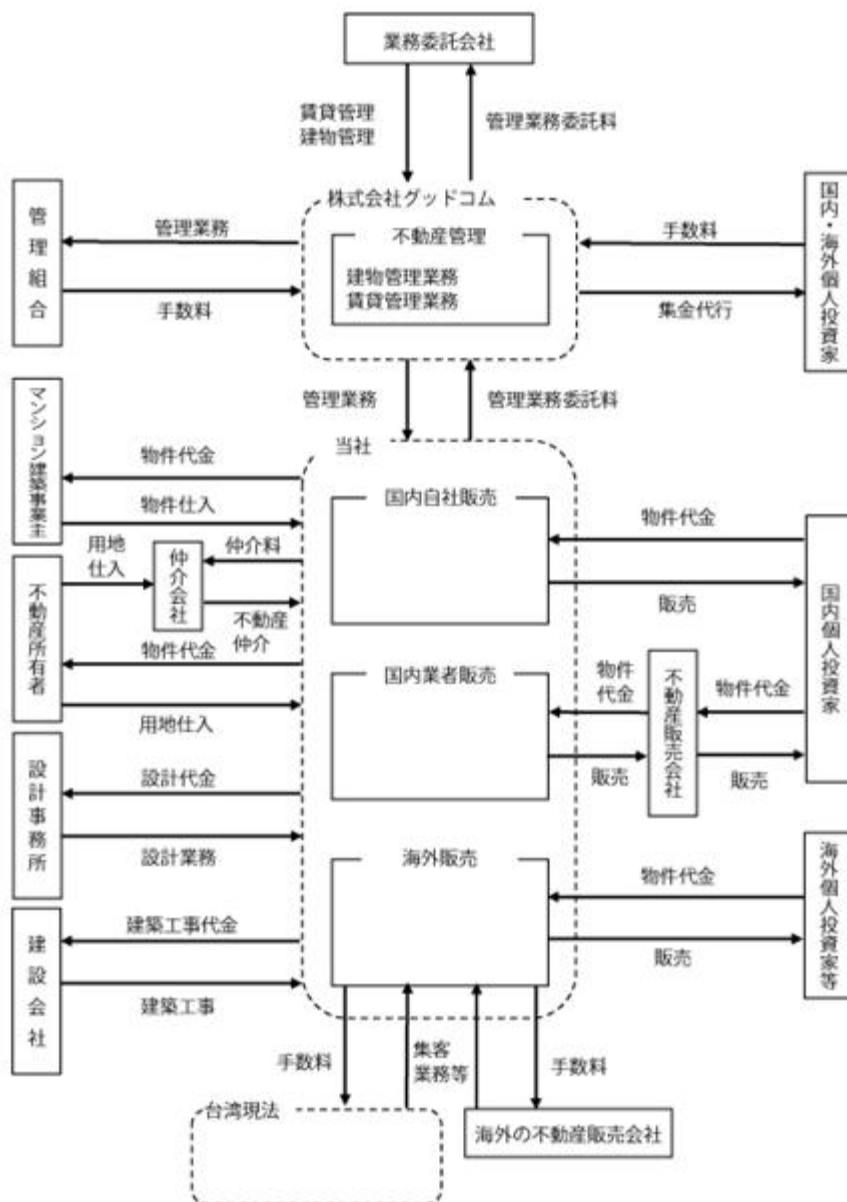 業務委託会社
賃貸管理
建物管理
管理業務委託料
株式会社グッドコム
不動産管理
建物管理業務
賃貸管理業務
管理組合
管理業務
手数料
手数料
集金代行
国内・海外個人投資家
管理業務
管理業務委託料
当社
マンション建築事業主
物件代金
物件仕入
国内自社販売
物件代金
販売
国内個人投資家
用地
仕入
仲介会社
仲介料
不動産
仲介
不動産所有者
物件代金
用地仕入
国内業者販売
物件
代金
販売
不動産販売会社
物件代金
販売
設計事務所
設計代金
設計業務
海外販売
物件代金
販売
海外個人投資家等
建設会社
建築工事代金
建築工事
手数料
集客
業務等
手数料
台湾現法
海外の不動産販売会社